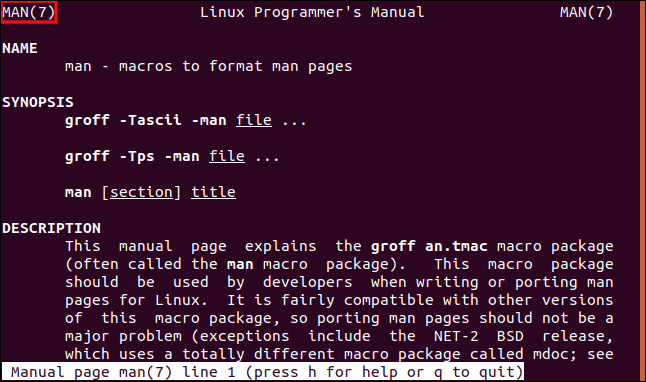 MAN(7) Linux Programmer's Manual MAN(7)
NAME
man - macros to format man pages
SYNOPSIS
groff -Tascii -man file ...
groff -Tps -man file ...
man [section] title
DESCRIPTION
This manual page explains the groff an.tmac macro package
(often called the man macro package). This macro package
should be used by developers when writing or porting man
pages for Linux. It is fairly compatible with other versions
of this macro package, so porting man pages should not be a
major problem (exceptions include the NET-2 BSD release,
which uses a totally different macro package called mdoc; see
Manual page man(7) line 1 (press h for help or q to quit)